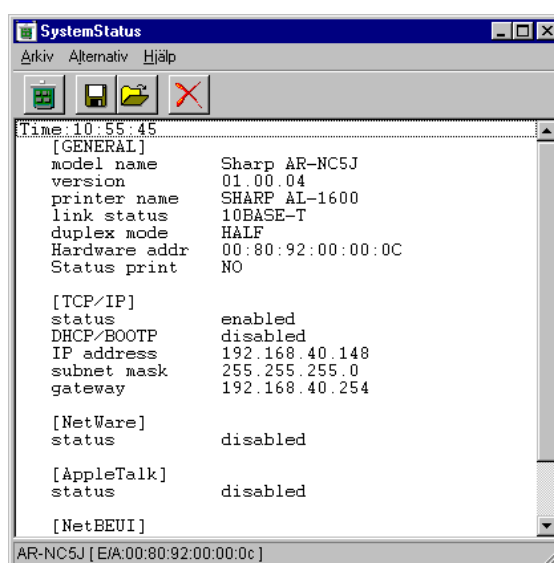 SystemStatus
Arkiv Alternativ Hjälp
Time:10:55:45
[GENERAL]
model name Sharp AR-NC5J
version 01.00.04
printer name SHARP AL-1600
link status 10BASE-T
duplex mode HALF
Hardware addr 00:80:92:00:00:0C
Status print NO
[TCP/IP]
status enabled
DHCP/BOOTP disabled
IP address 192.168.40.148
subnet mask 255.255.255.0
gateway 192.168.40.254
[NetWare]
status disabled
[AppleTalk]
status disabled
[NetBEUI]
AR-NC5J [ E/A:00:80:92:00:00:0c ]